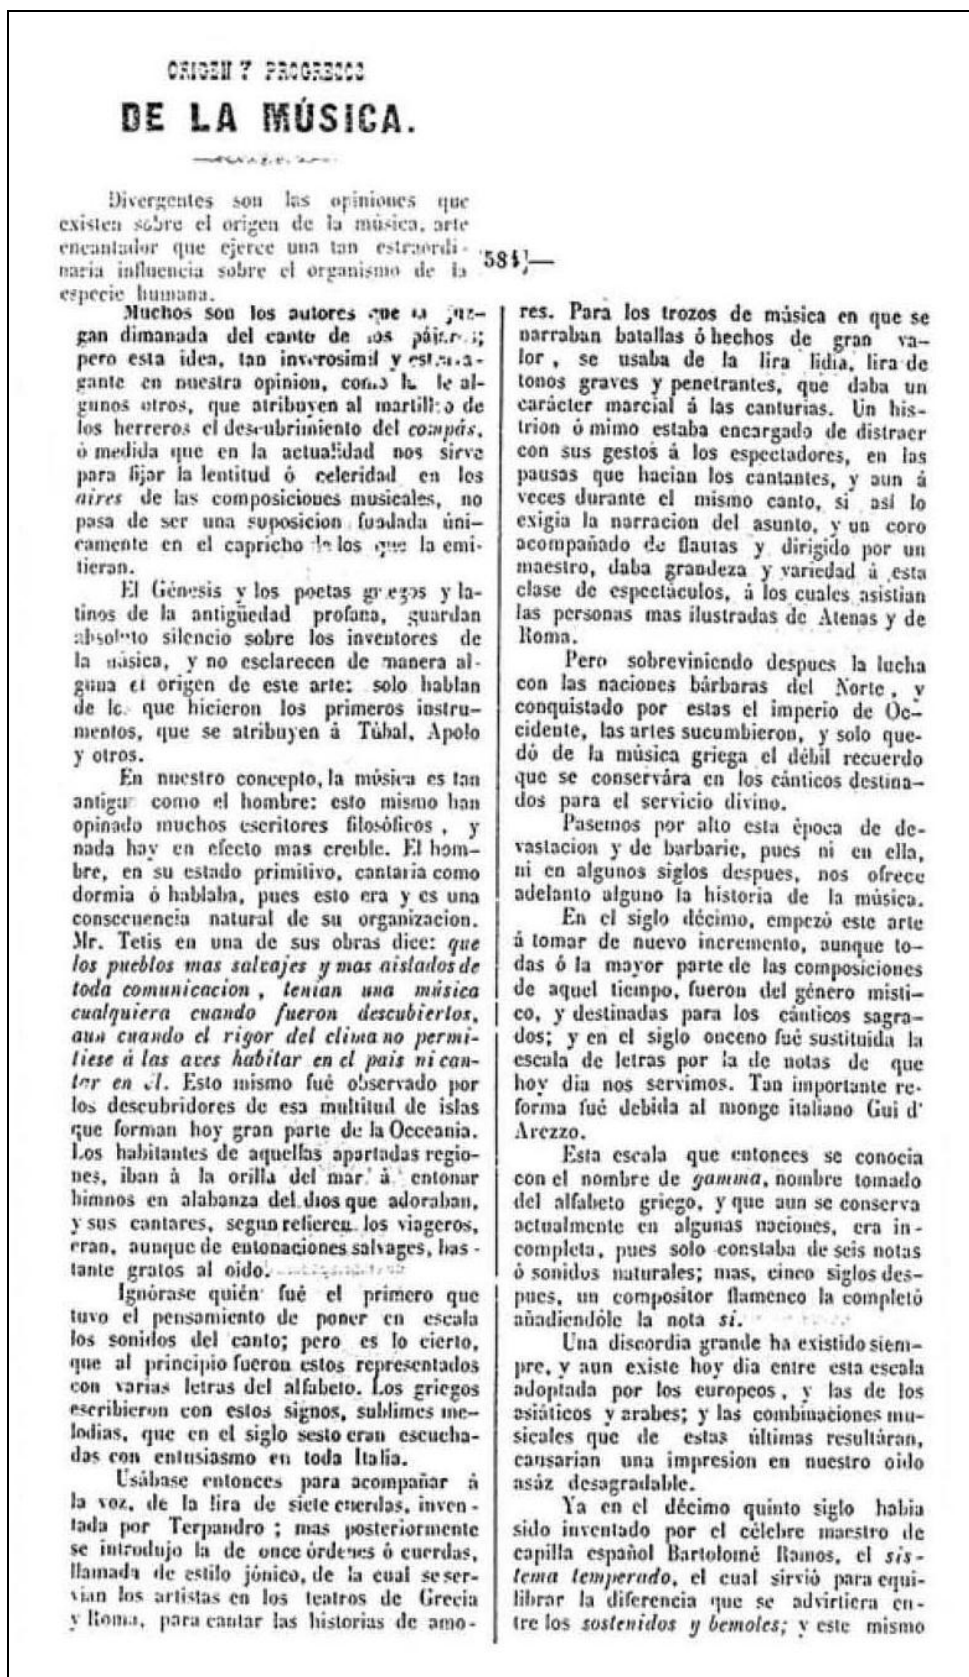 ORIGEN Y PROGRESOS
DE LA MÚSICA.
Divergentes son las opiniones que
existen sobre el origen de la música, arte
encantador que ejerce una tan estraordi-
naria influencia sobre el organismo de la
especie humana.
584)—
Muchos son los autores que la juz-
gan dimanada del canto de los pájaros;
pero esta idea, tan inverosimil y estrava-
gante en nuestra opinion, como la de al-
gunos otros, que atribuyen al martilleo de
los herreros el descubrimiento del compás,
ò medida que en la actualidad nos sirve
para fijar la lentitud ó celeridad en los
aires de las composiciones musicales, no
pasa de ser una suposicion fundada úni-
camente en el capricho de los que la emi-
tieran.
El Génesis y los poetas griegos y la-
tinos de la antigüedad profana, guardan
absoluto silencio sobre los inventores de
la música, y no esclarecen de manera al-
guna el origen de este arte: solo hablan
de los que hicieron los primeros instru-
mentos, que se atribuyen á Túbal, Apolo
y otros.
En nuestro concepto, la música es tan
antigua como el hombre: esto mismo han
opinado muchos escritores filosóficos, y
nada hay en efecto mas creible. El hom-
bre, en su estado primitivo, cantaria como
dormia ó hablaba, pues esto era y es una
consecuencia natural de su organizacion.
Mr. Tetis en una de sus obras dice: que
los pueblos mas salvajes y mas aislados de
toda comunicacion, tenian una música
cualquiera cuando fueron descubiertos,
aun cuando el rigor del clima no permi-
tiese á las aves habitar en el pais ni can-
tar en él. Esto mismo fué observado por
los descubridores de esa multitud de islas
que forman hoy gran parte de la Occeania.
Los habitantes de aquellas apartadas regio-
nes, iban á la orilla del mar á entonar
himnos en alabanza del dios que adoraban,
y sus cantares, segun refieren los viageros,
eran, aunque de entonaciones salvages, bas-
tante gratos al oido.
Ignórase quién fué el primero que
tuvo el pensamiento de poner en escala
los sonidos del canto; pero es lo cierto,
que al principio fueron estos representados
con varias letras del alfabeto. Los griegos
escribieron con estos signos, sublimes me-
lodias, que en el siglo sesto eran escucha-
das con entusiasmo en toda Italia.
Usábase entonces para acompañar á
la voz, de la lira de siete cuerdas, inven-
tada por Terpandro; mas posteriormente
se introdujo la de once órdenes ó cuerdas,
llamada de estilo jónico, de la cual se ser-
vian los artistas en los teatros de Grecia
y Roma, para cantar las historias de amo-
res. Para los trozos de música en que se
narraban batallas ó hechos de gran va-
lor, se usaba de la lira lidia, lira de
tonos graves y penetrantes, que daba un
carácter marcial á las canturias. Un his-
trion ó mimo estaba encargado de distraer
con sus gestos á los espectadores, en las
pausas que hacian los cantantes, y aun á
veces durante el mismo canto, si asi lo
exigia la narracion del asunto, y un coro
acompañado de flautas y dirigido por un
maestro, daba grandeza y variedad á esta
clase de espectáculos, á los cuales asistian
las personas mas ilustradas de Atenas y de
Roma.
Pero sobreviniendo despues la lucha
con las naciones bárbaras del Norte, y
conquistado por estas el imperio de Oc-
cidente, las artes sucumbieron, y solo que-
dó de la música griega el débil recuerdo
que se conservára en los cánticos destina-
dos para el servicio divino.
Pasemos por alto esta época de de-
vastacion y de barbarie, pues ni en ella,
ni en algunos siglos despues, nos ofrece
adelanto alguno la historia de la música.
En el siglo décimo, empezó este arte
á tomar de nuevo incremento, aunque to-
das ó la mayor parte de las composiciones
de aquel tiempo, fueron del género misti-
co, y destinadas para los cánticos sagra-
dos; y en el siglo onceno fué sustituida la
escala de letras por la de notas de que
hoy dia nos servimos. Tan importante re-
forma fué debida al monge italiano Gui d'
Arezzo.
Esta escala que entonces se conocia
con el nombre de gamma, nombre tomado
del alfabeto griego, y que aun se conserva
actualmente en algunas naciones, era in-
completa, pues solo constaba de seis notas
ó sonidos naturales; mas, cinco siglos des-
pues, un compositor flamenco la completó
añadiendóle la nota si.
Una discordia grande ha existido siem-
pre, y aun existe hoy dia entre esta escala
adoptada por los europeos, y las de los
asiáticos y arabes; y las combinaciones mu-
sicales que de estas últimas resultáran,
causarian una impresion en nuestro oido
asáz desagradable.
Ya en el décimo quinto siglo habia
sido inventado por el célebre maestro de
capilla español Bartolomé Ramos, el sis-
tema temperado, el cual sirvió para equi-
librar la diferencia que se advirtiera en-
tre los sostenidos y bemoles; y este mismo